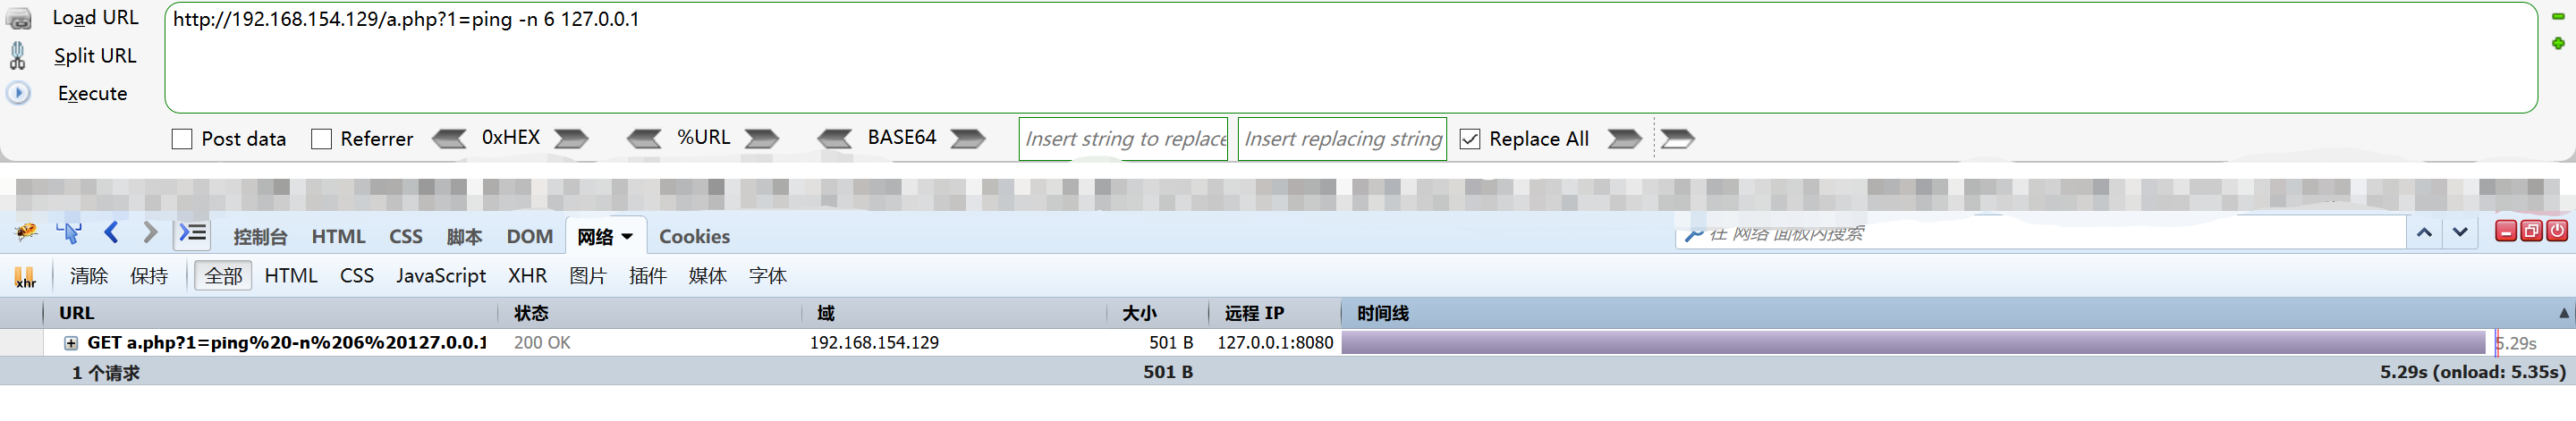 Load URL
http://192.168.154.129/a.php?1=ping -n 6 127.0.0.1
Split URL
Execute
Post data Referrer 0xHEX %URL BASE64 Insert string to replace Insert replacing string Replace All
控制台 HTML CSS 脚本 DOM 网络 Cookies 在 网络 面板内搜索
xhr 清除 保持 全部 HTML CSS JavaScript XHR 图片 插件 媒体 字体
URL 状态 域 大小 远程 IP 时间线
GET a.php?1=ping%20-n%206%20127.0.0.1 200 OK 192.168.154.129 501 B 127.0.0.1:8080 5.29s
1 个请求 501 B 5.29s (onload: 5.35s)